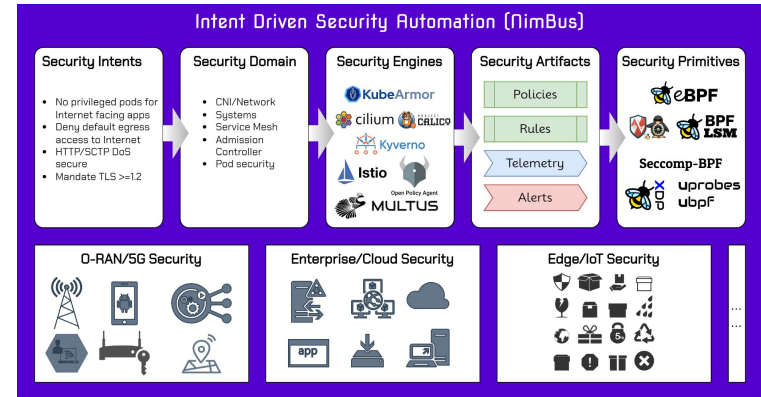 Intent Driven Security Automation (NimBus)
Security Intents
No privileged pods for
Internet facing apps
Deny default egress
access to Internet
HTTP/SCTP DoS
secure
Mandate TLS >=1.2
Security Domain
CNI/Network
Systems
Service Mesh
Admission
Controller
Pod security
Security Engines
KubeArmor
cilium
PROJECT
CALICO
Kyverno
Istio
Open Policy Agent
MULTUS
Security Artifacts
Policies
Rules
Telemetry
Alerts
Security Primitives
eBPF
BPF
LSM
Seccomp-BPF
uprobes
ubpf
O-RAN/5G Security
Enterprise/Cloud Security
app
Edge/IoT Security
5
...
...